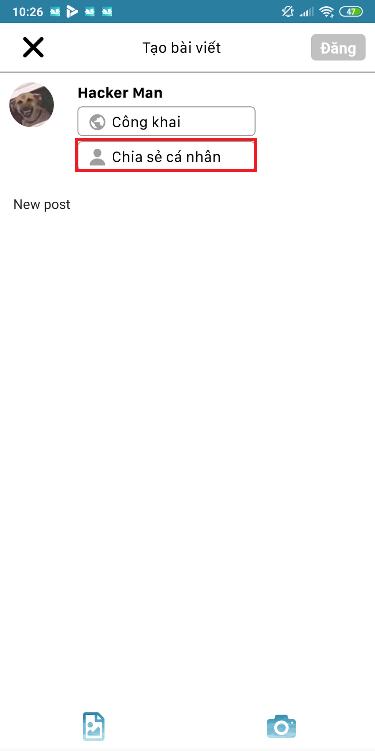 10:26
47
Tạo bài viết
Đăng
Hacker Man
Công khai
Chia sẻ cá nhân
New post